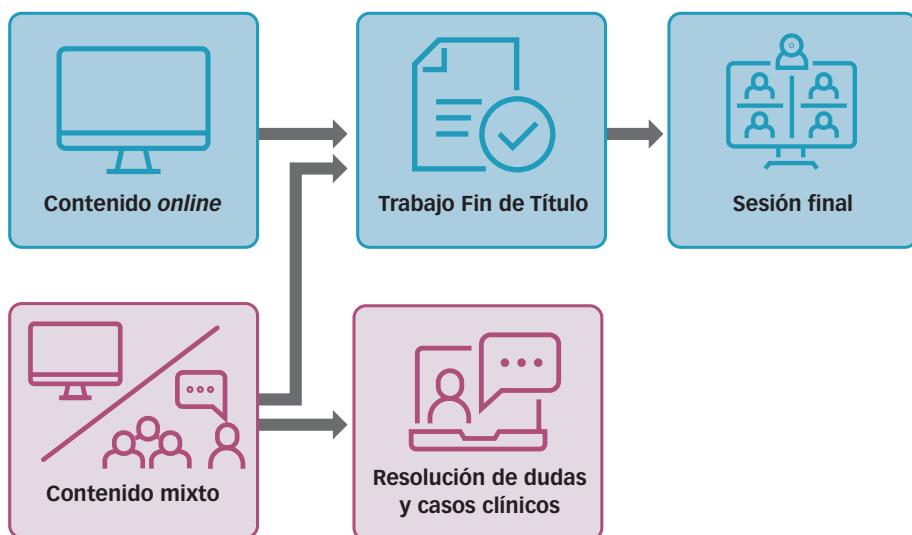 Contenido online
Trabajo Fin de Título
Sesión final
Contenido mixto
Resolución de dudas
y casos clínicos